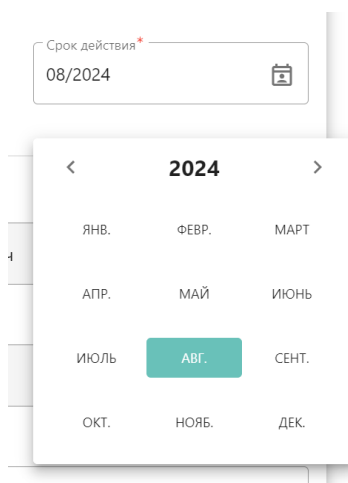 Срок действия*
08/2024
2024
ЯНВ. ФЕВР. МАРТ
АПР. МАЙ ИЮНЬ
ИЮЛЬ АВГ. СЕНТ.
ОКТ. НОЯБ. ДЕК.